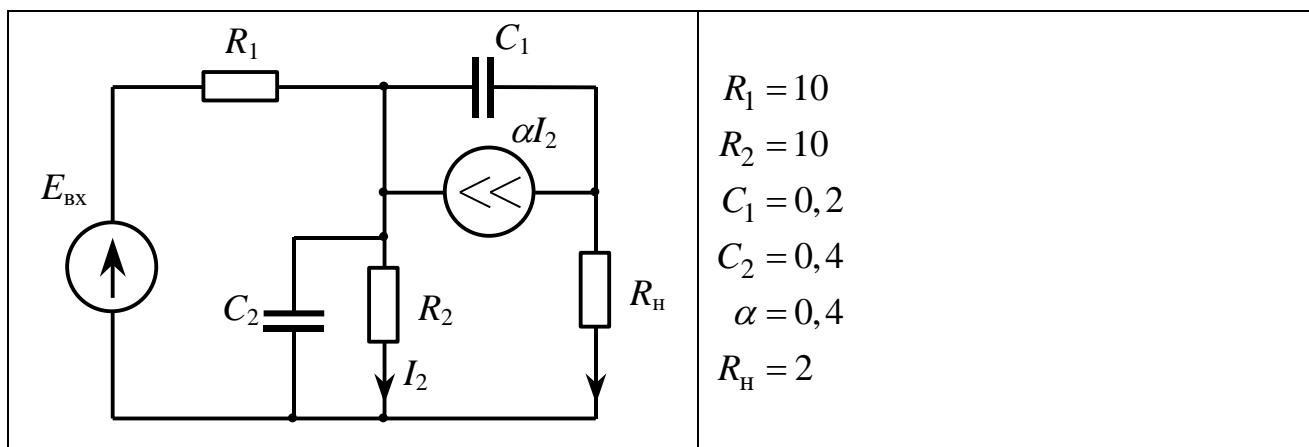 R₁
C₁
αI₂
Eвх
C₂
R₂
Rн
I₂
R₁ = 10
R₂ = 10
C₁ = 0,2
C₂ = 0,4
α = 0,4
Rн = 2